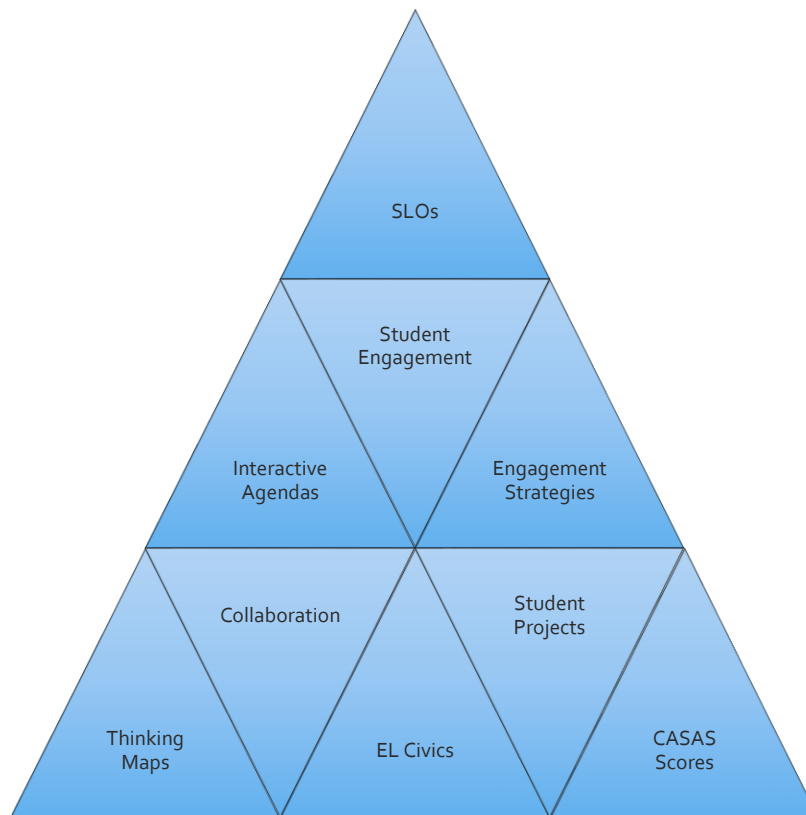 SLOs
Student
Engagement
Interactive
Agendas
Engagement
Strategies
Collaboration
Student
Projects
Thinking
Maps
EL Civics
CASAS
Scores